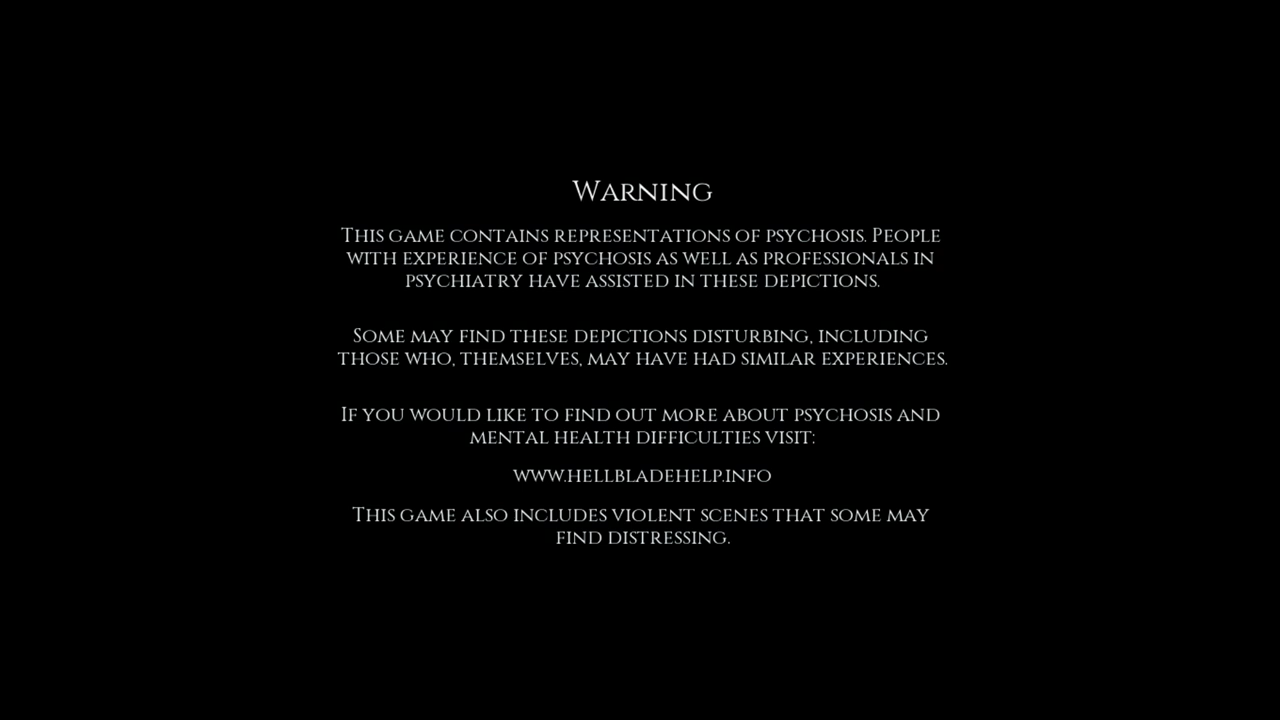 Warning
This game contains representations of psychosis. People
with experience of psychosis as well as professionals in
psychiatry have assisted in these depictions.
Some may find these depictions disturbing, including
those who, themselves, may have had similar experiences.
If you would like to find out more about psychosis and
mental health difficulties visit:
www.hellbladehelp.info
This game also includes violent scenes that some may
find distressing.